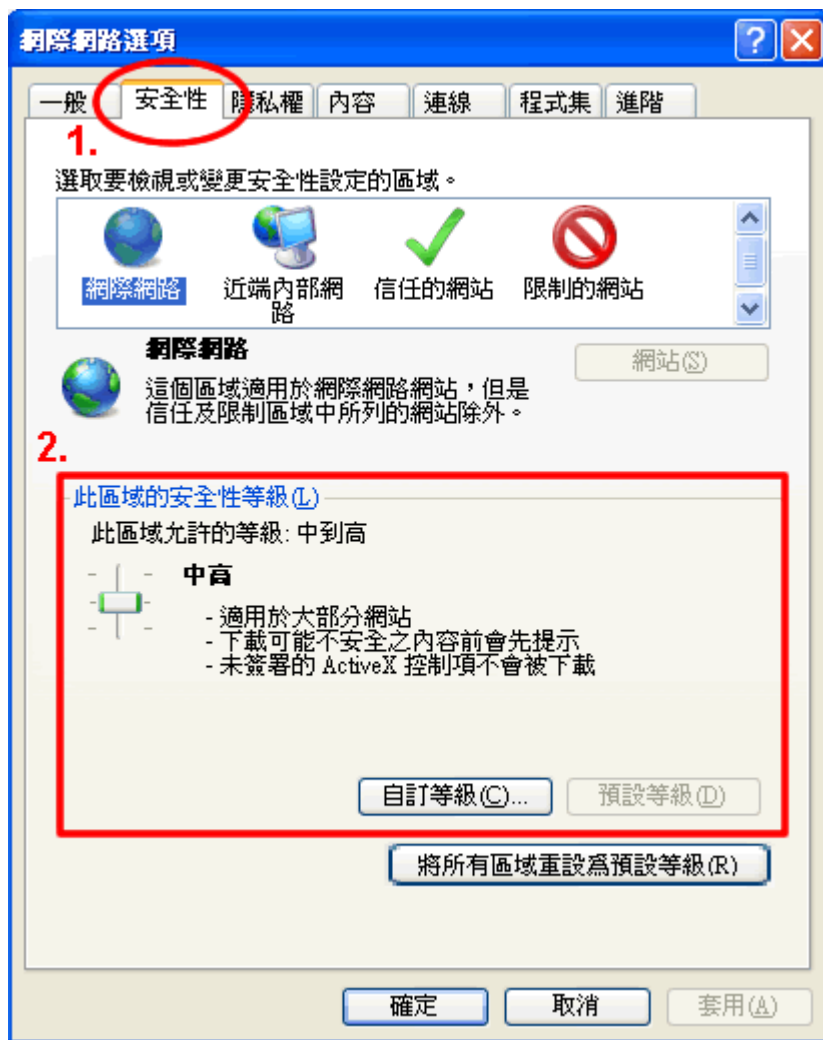 網際網路選項
一般 安全性 隱私權 內容 連線 程式集 進階
1.
選取要檢視或變更安全性設定的區域。
網際網路 近端內部網路 信任的網站 限制的網站
網際網路
網站(S)
這個區域適用於網際網路網站，但是
信任及限制區域中所列的網站除外。
2.
此區域的安全性等級(L)
此區域允許的等級: 中到高
中高
- 適用於大部分網站
- 下載可能不安全之內容前會先提示
- 未簽署的 ActiveX 控制項不會被下載
自訂等級(C)... 預設等級(D)
將所有區域重設為預設等級(R)
確定 取消 套用(A)